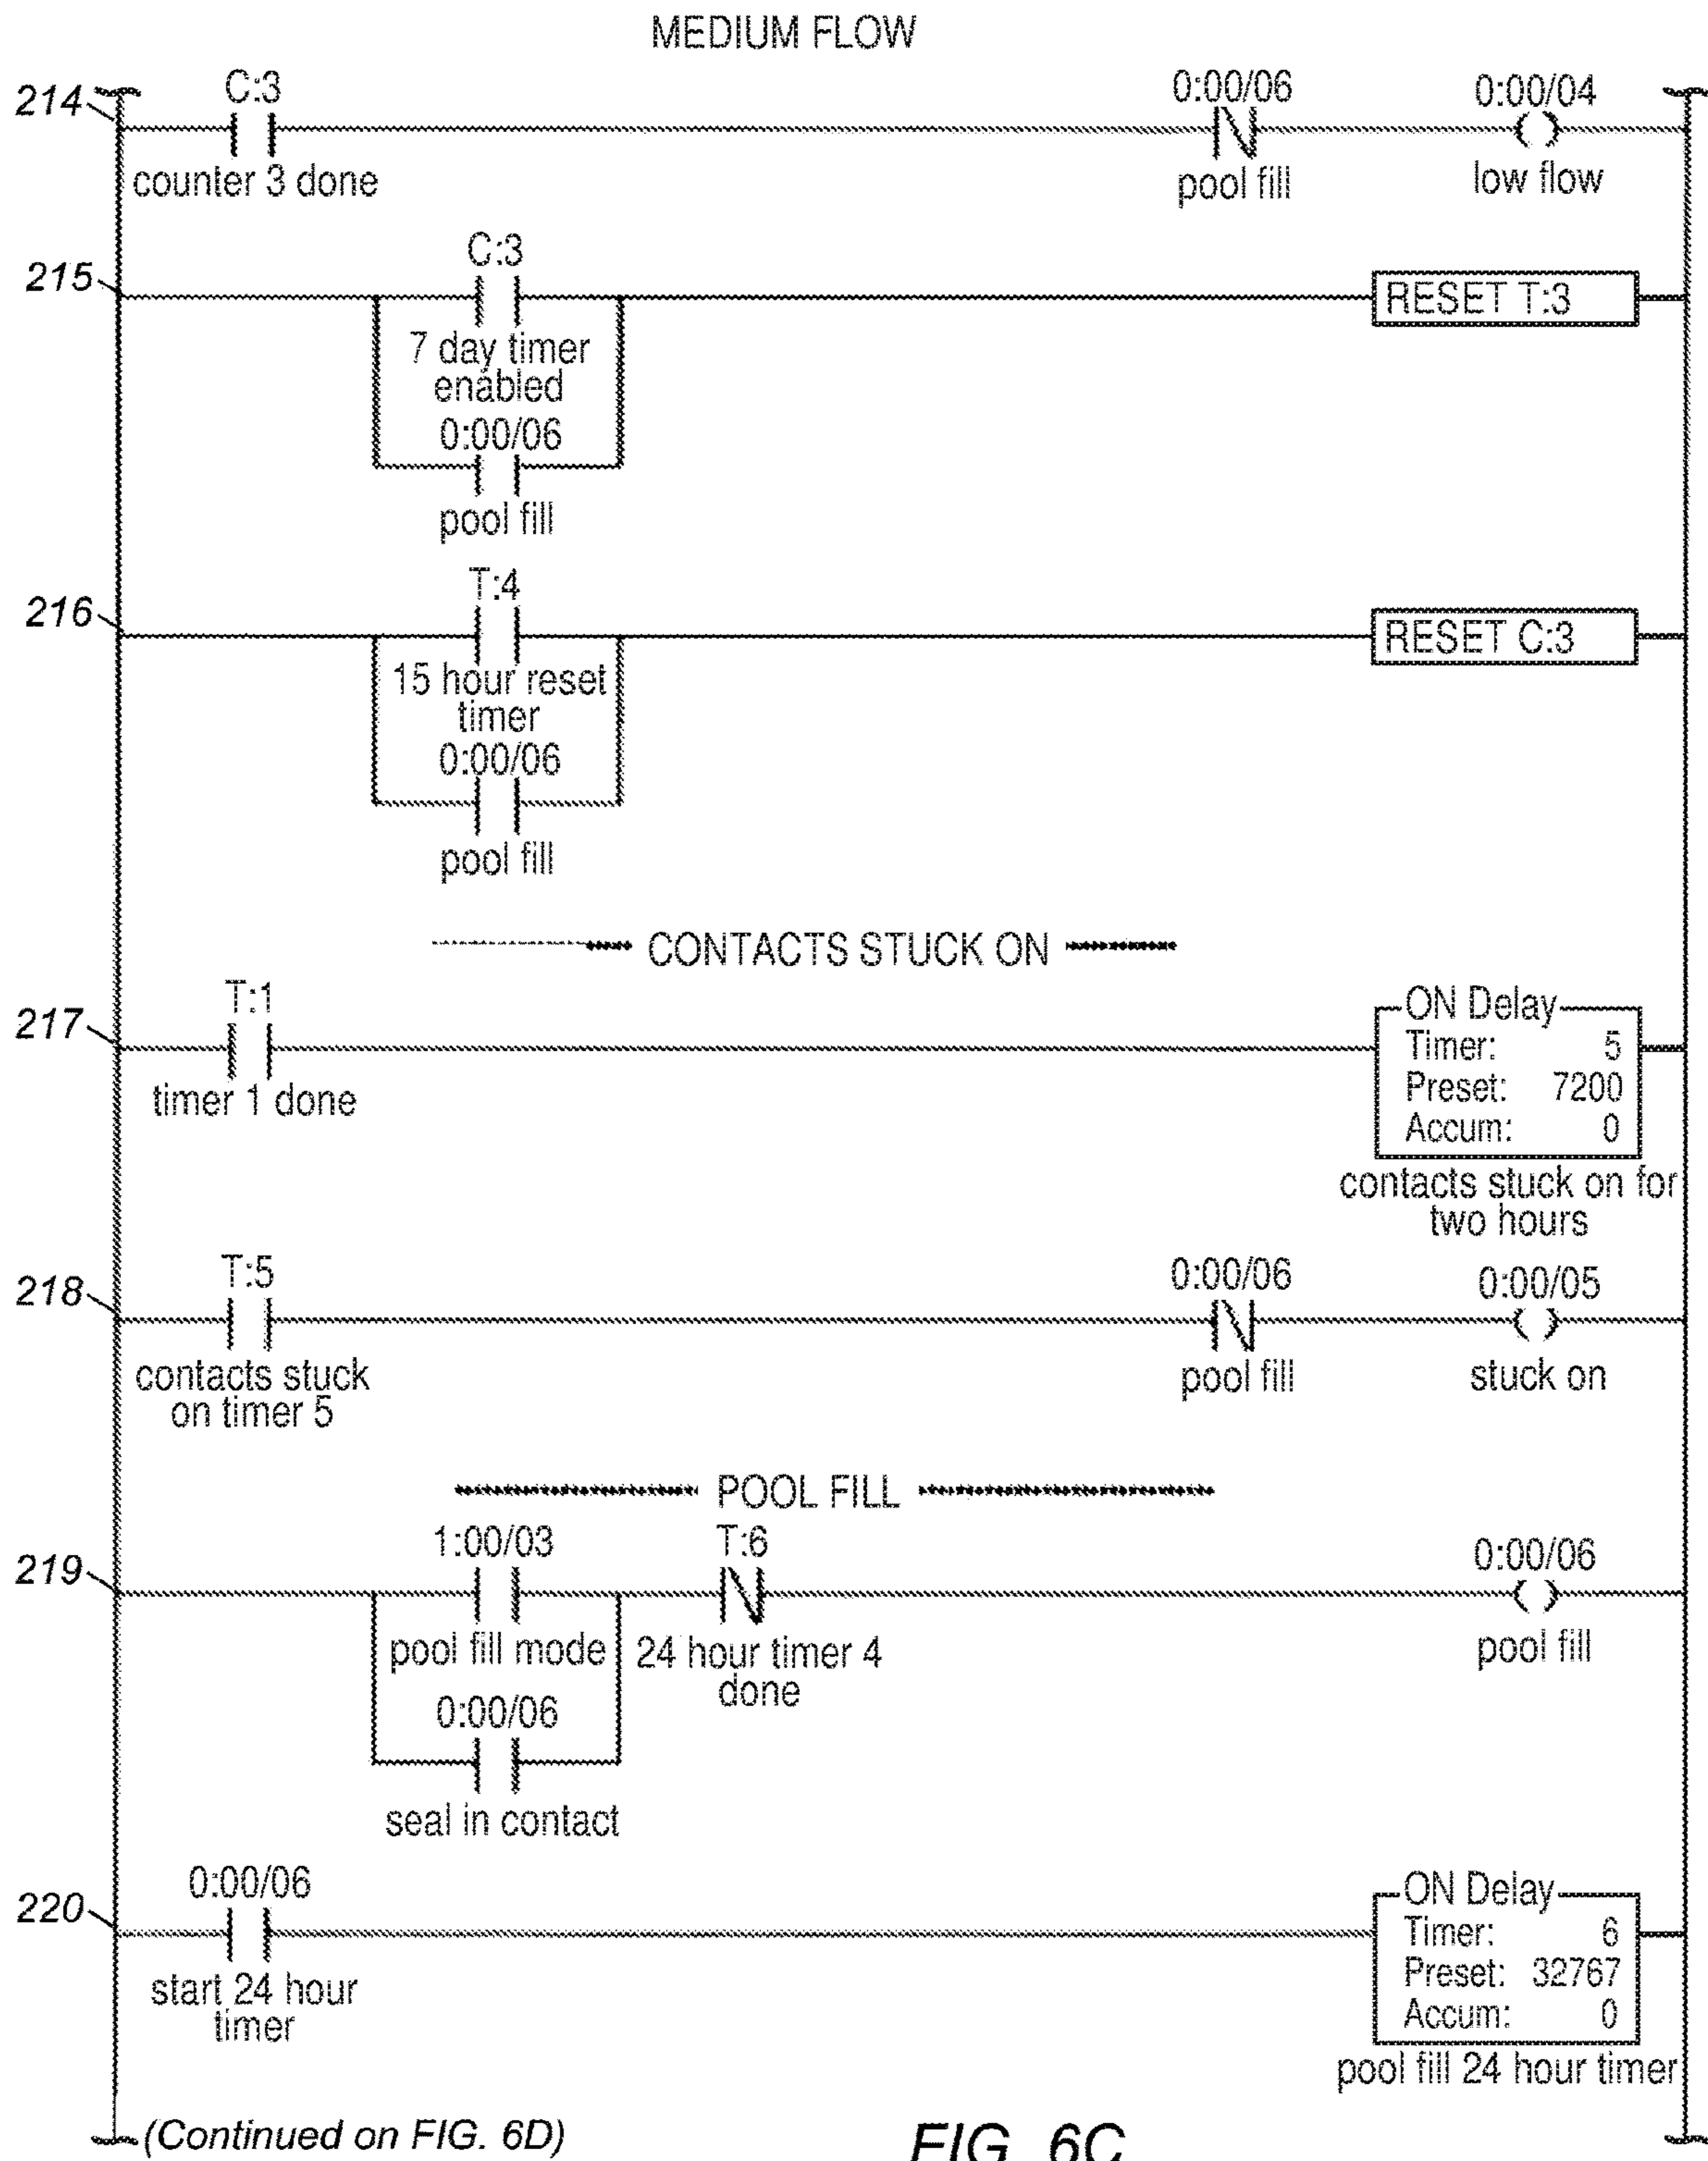 MEDIUM FLOW
214
C:3
0:00/06
0:00/04
counter 3 done
pool fill
low flow
215
C:3
RESET T:3
7 day timer
enabled
0:00/06
pool fill
216
T:4
RESET C:3
15 hour reset
timer
0:00/06
pool fill
CONTACTS STUCK ON
217
T:1
timer 1 done
ON Delay
Timer: 5
Preset: 7200
Accum: 0
contacts stuck on for
two hours
218
T:5
0:00/06
0:00/05
contacts stuck
on timer 5
pool fill
stuck on
POOL FILL
219
1:00/03
T:6
0:00/06
pool fill mode
24 hour timer 4
done
pool fill
0:00/06
seal in contact
220
0:00/06
start 24 hour
timer
ON Delay
Timer: 6
Preset: 32767
Accum: 0
pool fill 24 hour timer
(Continued on FIG. 6D)
FIG. 6C